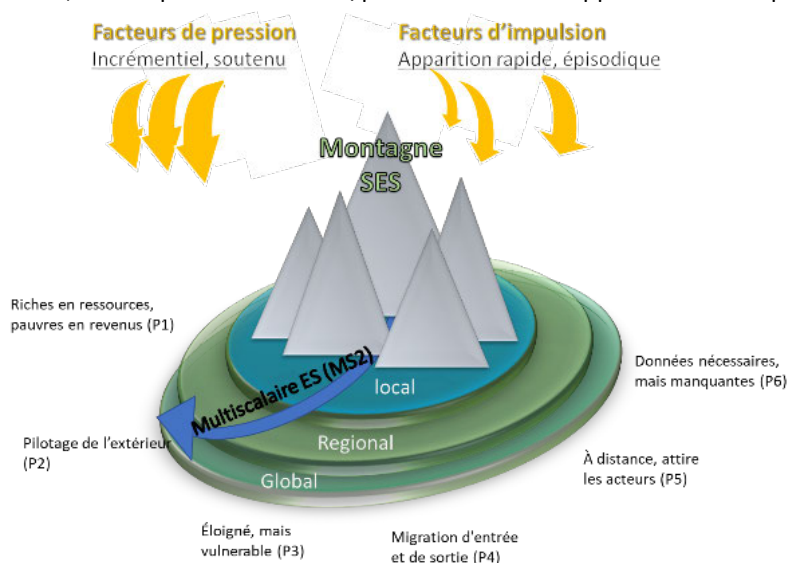 Facteurs de pression
Incrémentiel, soutenu
Facteurs d’impulsion
Apparition rapide, épisodique
Montagne
SES
Riches en ressources,
pauvres en revenus (P1)
Données nécessaires,
mais manquantes (P6)
Multiscalaire ES (MS2)
local
Pilotage de l’extérieur
(P2)
Regional
À distance, attire
les acteurs (P5)
Global
Éloigné, mais
vulnerable (P3)
Migration d'entrée
et de sortie (P4)